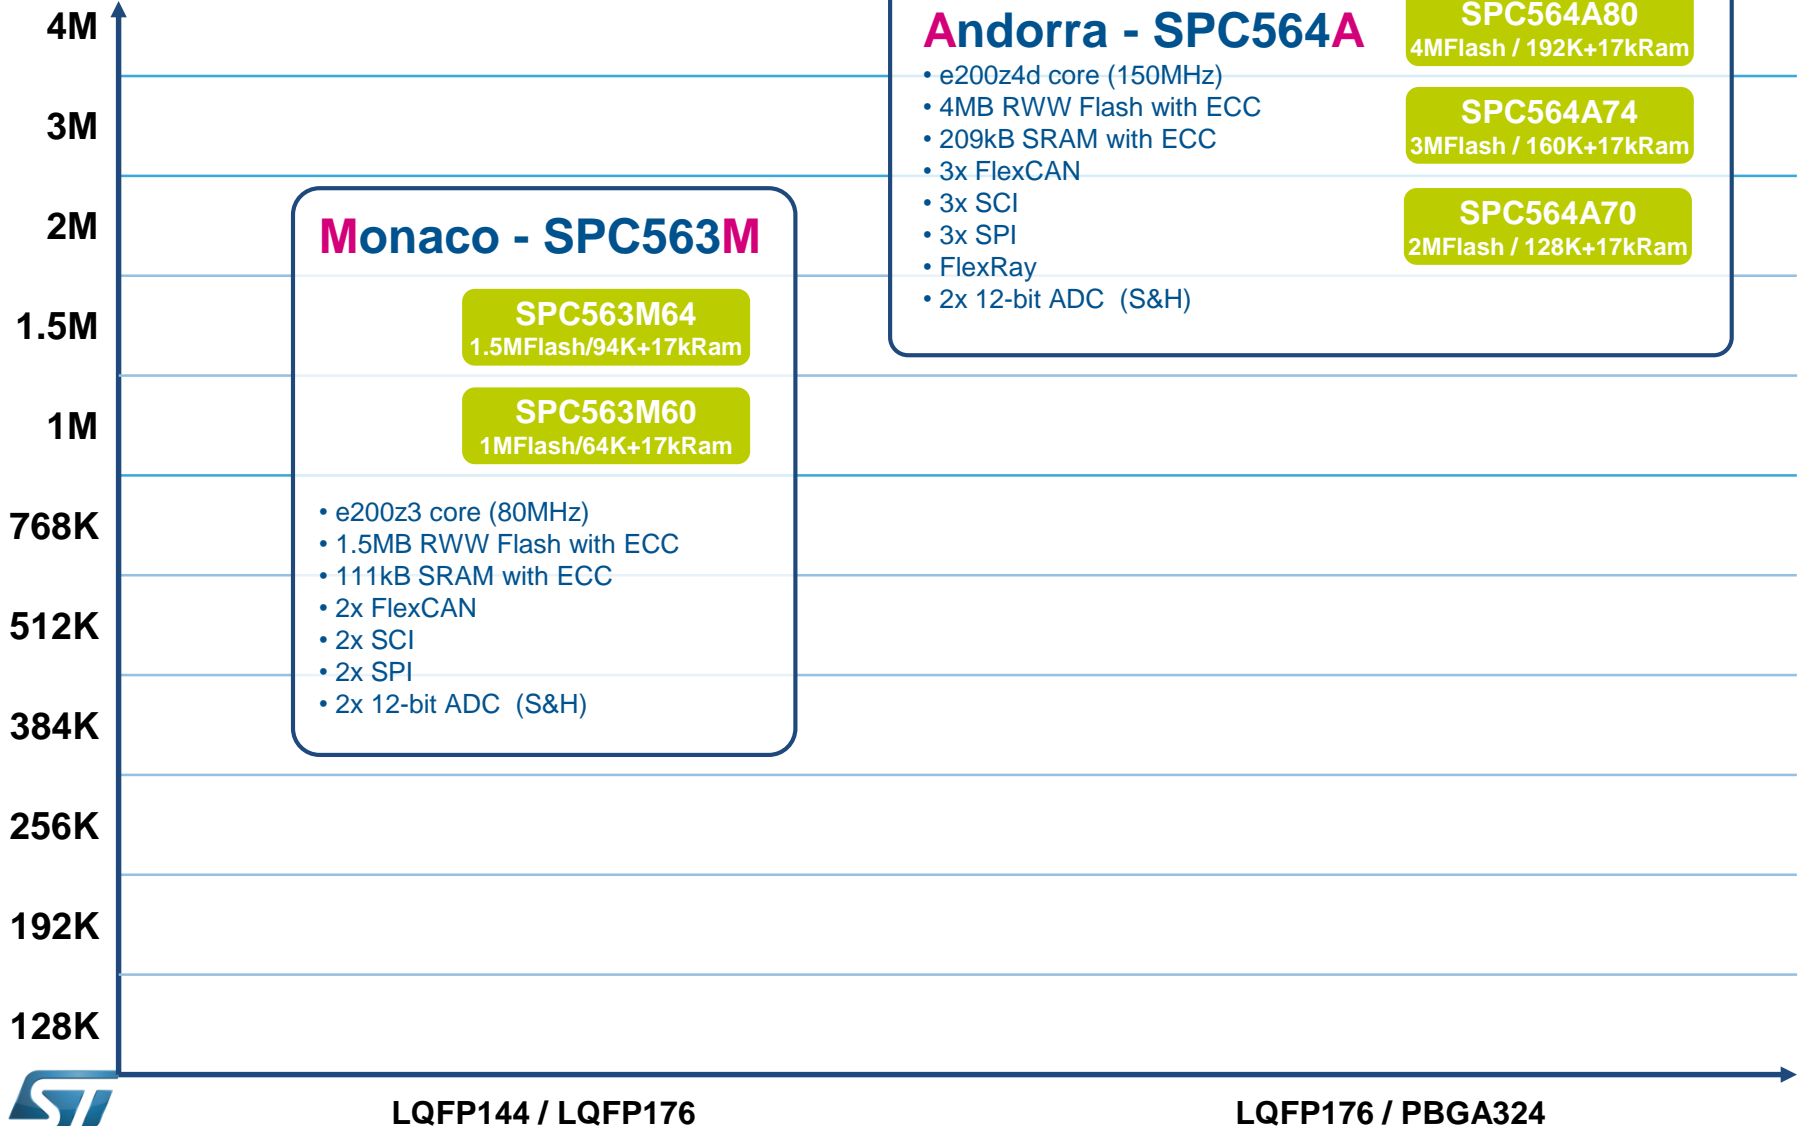 4M
3M
2M
1.5M
1M
768K
512K
384K
256K
192K
128K
Monaco - SPC563M
SPC563M64
1.5MFlash/94K+17kRam
SPC563M60
1MFlash/64K+17kRam
• e200z3 core (80MHz)
• 1.5MB RWW Flash with ECC
• 111kB SRAM with ECC
• 2x FlexCAN
• 2x SCI
• 2x SPI
• 2x 12-bit ADC (S&H)
Andorra - SPC564A
• e200z4d core (150MHz)
• 4MB RWW Flash with ECC
• 209kB SRAM with ECC
• 3x FlexCAN
• 3x SCI
• 3x SPI
• FlexRay
• 2x 12-bit ADC (S&H)
SPC564A80
4MFlash / 192K+17kRam
SPC564A74
3MFlash / 160K+17kRam
SPC564A70
2MFlash / 128K+17kRam
ST
LQFP144 / LQFP176
LQFP176 / PBGA324